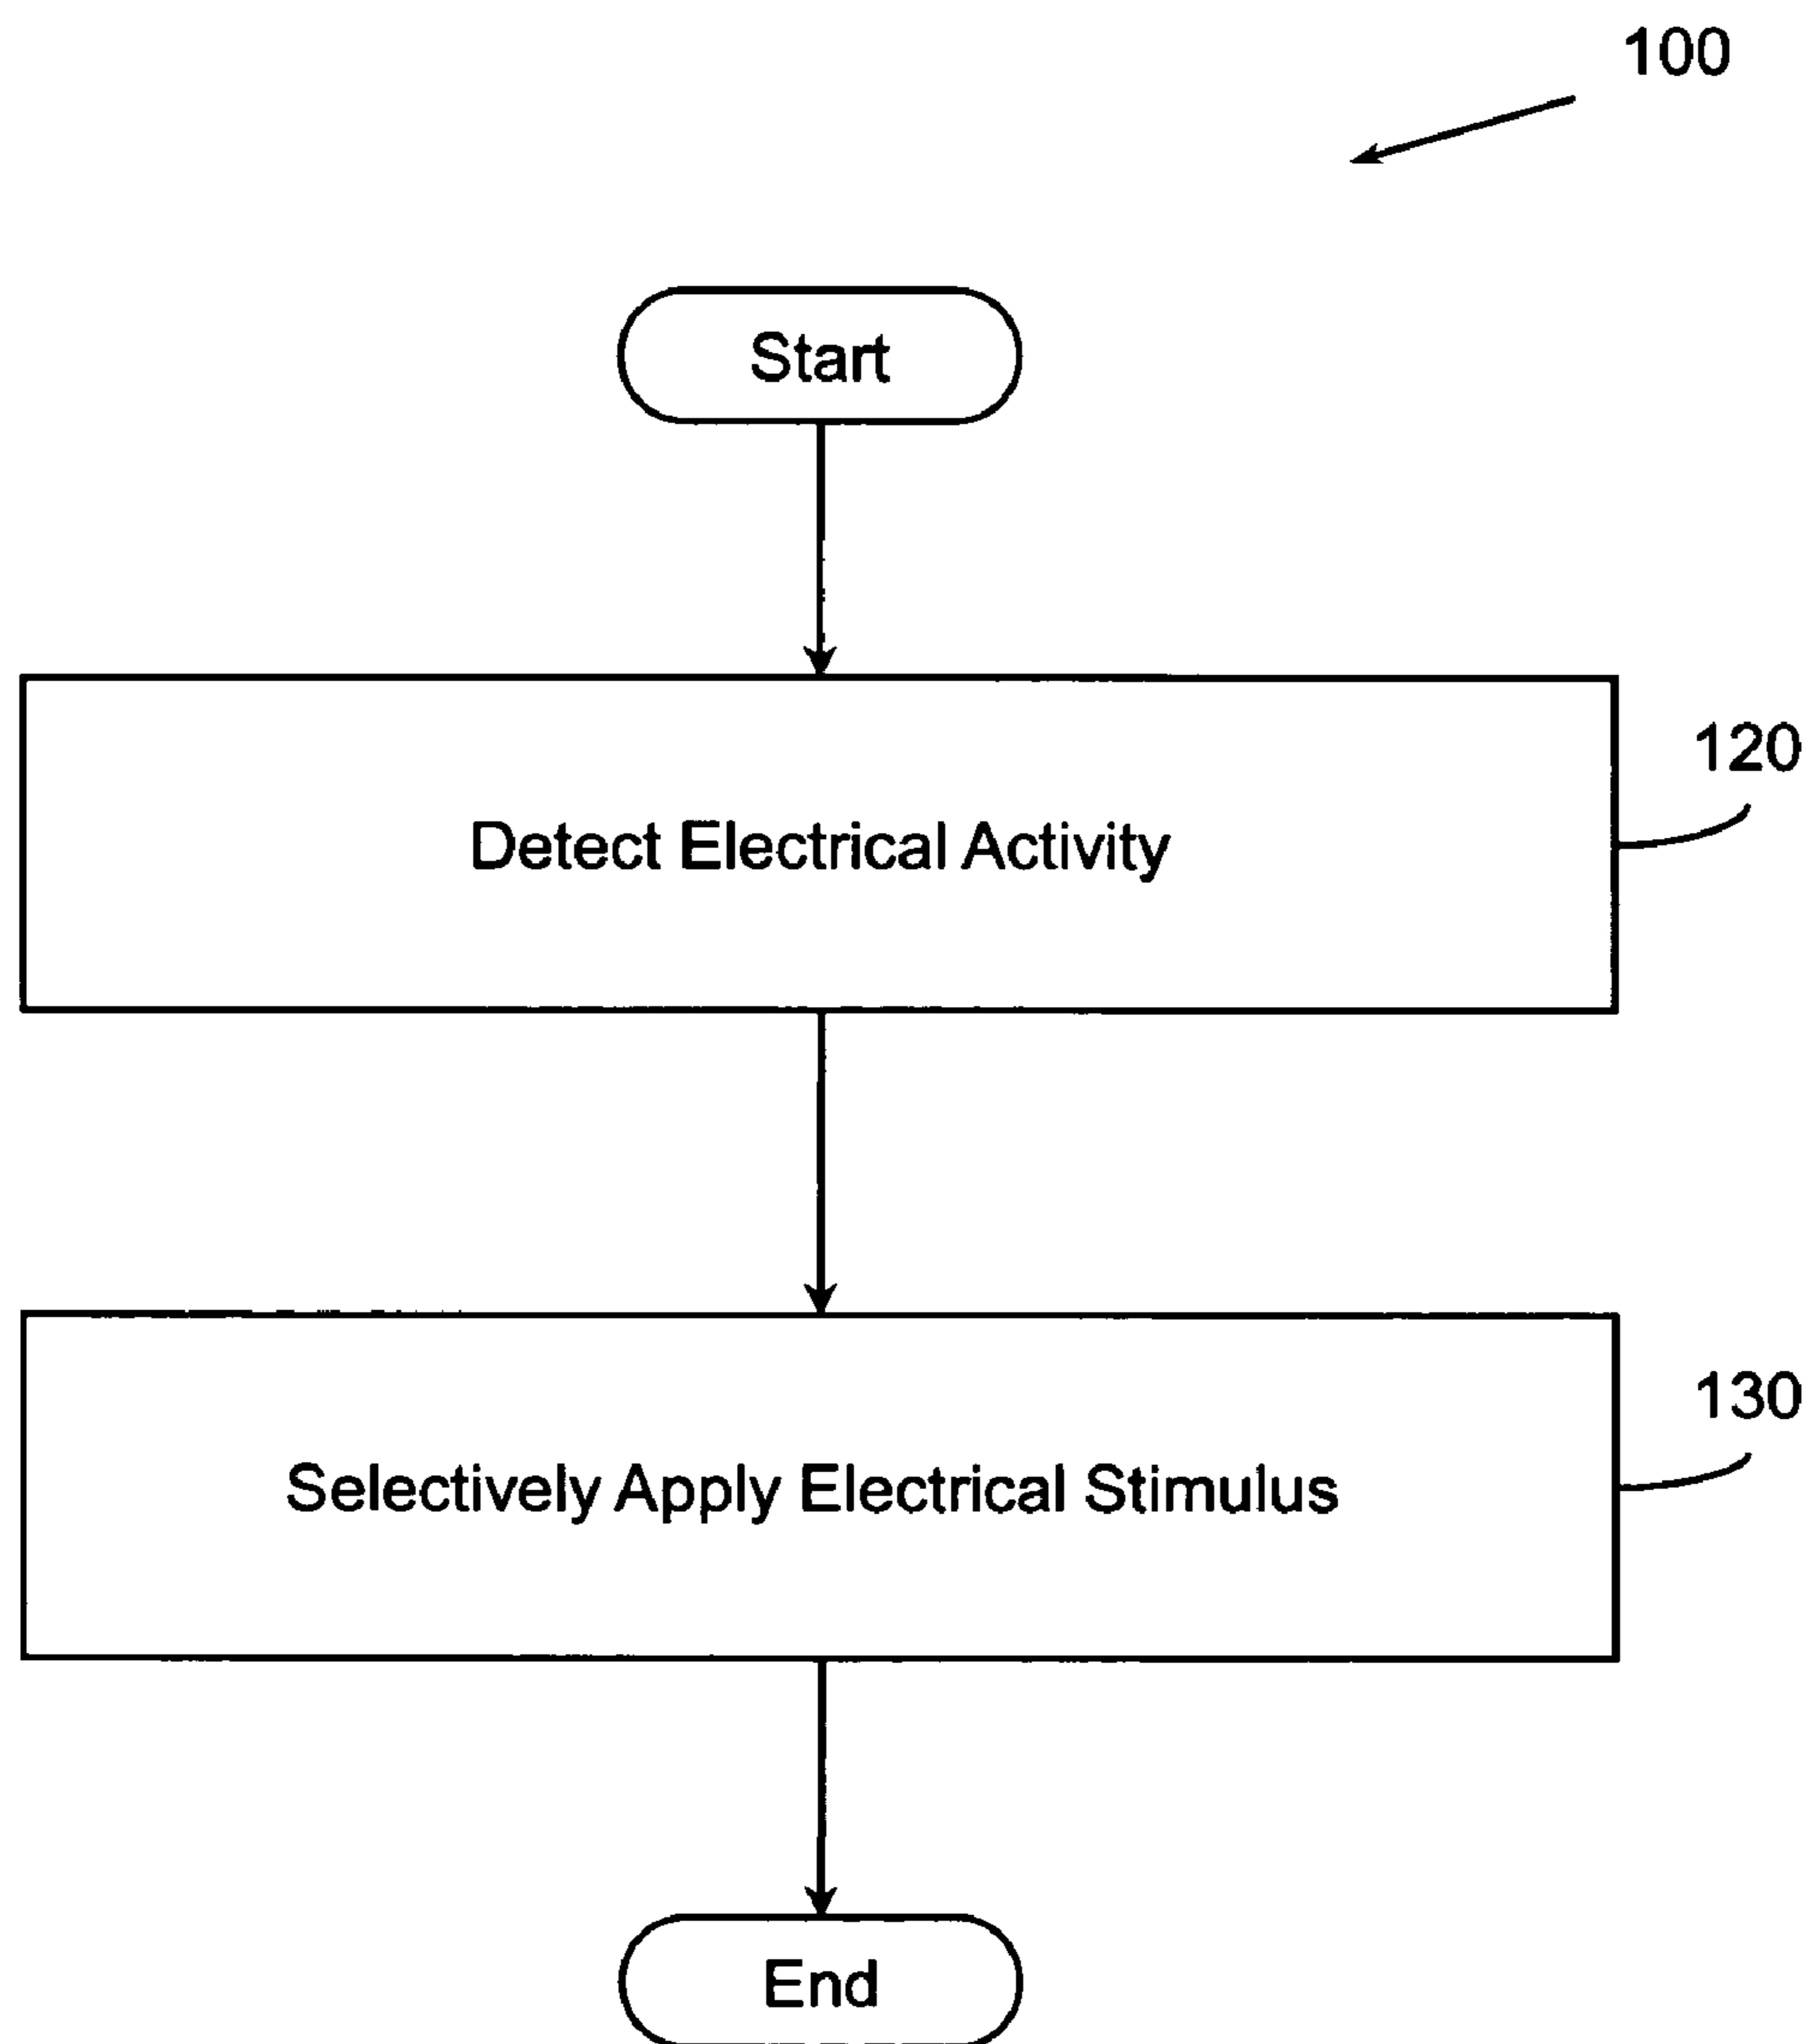 100
Start
120
Detect Electrical Activity
130
Selectively Apply Electrical Stimulus
End